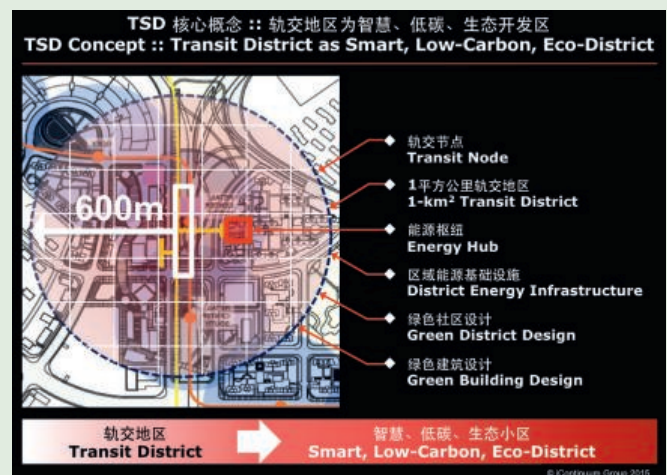 TSD 核心概念 :: 轨交地区为智慧、低碳、生态开发区
TSD Concept :: Transit District as Smart, Low-Carbon, Eco-District
600m
轨交节点
Transit Node
1平方公里轨交地区
1-km² Transit District
能源枢纽
Energy Hub
区域能源基础设施
District Energy Infrastructure
绿色社区设计
Green District Design
绿色建筑设计
Green Building Design
轨交地区
Transit District
智慧、低碳、生态小区
Smart, Low-Carbon, Eco-District
© iContinuum Group 2015